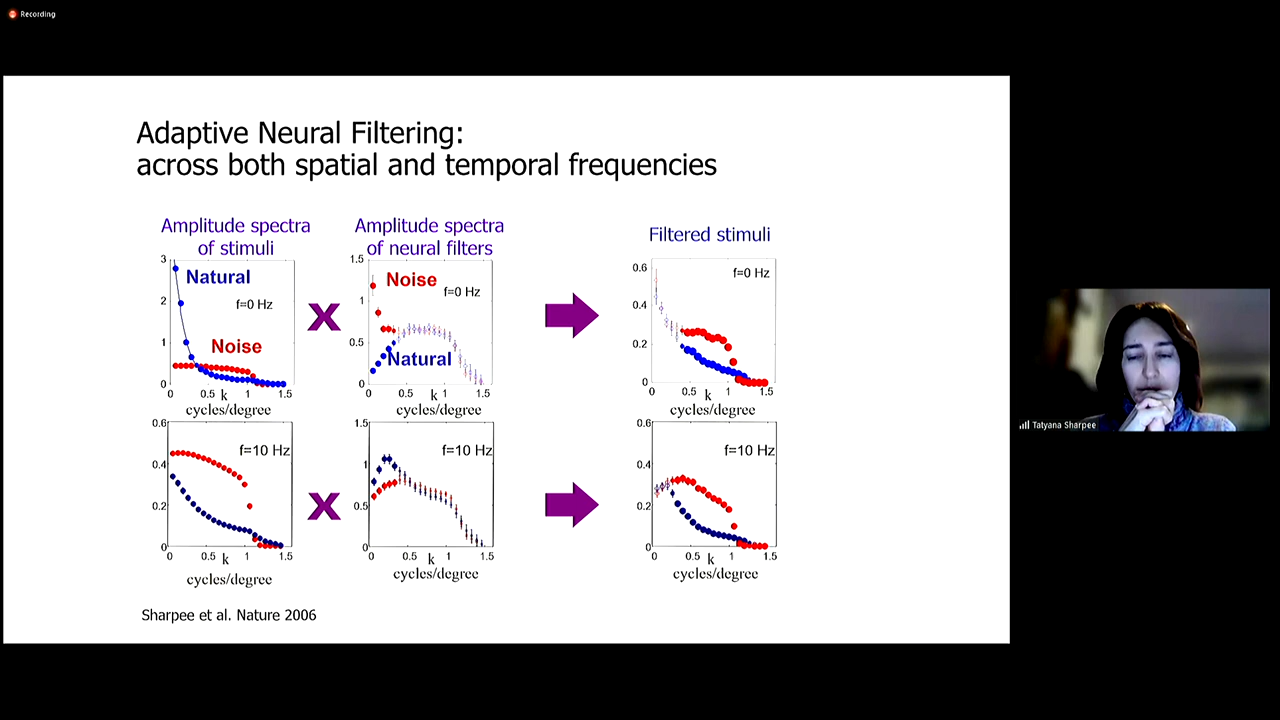 Recording
Adaptive Neural Filtering:
across both spatial and temporal frequencies
Amplitude spectra
of stimuli
Amplitude spectra
of neural filters
Filtered stimuli
3
2
1
0
Natural
f=0 Hz
Noise
0
0.5
1
1.5
k
cycles/degree
X
1.5
1
0.5
0
Noise
f=0 Hz
Natural
0
0.5
1
1.5
k
cycles/degree
0.6
0.4
0.2
0
f=0 Hz
0
0.5
1
1.5
k
cycles/degree
0.6
0.4
0.2
0
f=10 Hz
0
0.5
1
1.5
k
cycles/degree
X
1.5
1
0.5
0
f=10 Hz
0
0.5
1
1.5
k
cycles/degree
0.6
0.4
0.2
0
f=10 Hz
0
0.5
1
1.5
k
cycles/degree
Sharpee et al. Nature 2006
Tatyana Sharpee